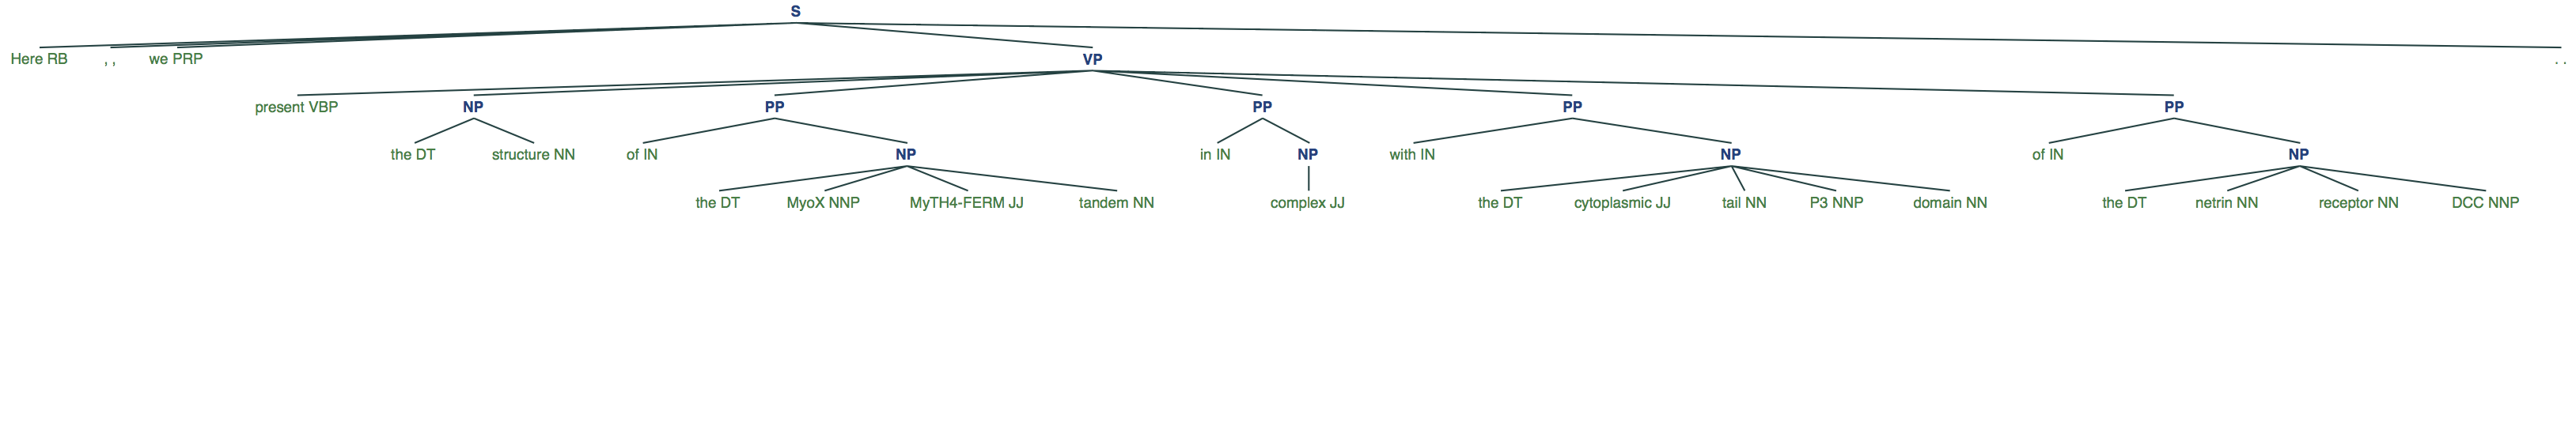 S
Here RB , , we PRP VP . .
present VBP NP PP PP PP PP
the DT structure NN of IN NP in IN NP with IN NP of IN NP
the DT MyoX NNP MyTH4-FERM JJ tandem NN complex JJ the DT cytoplasmic JJ tail NN P3 NNP domain NN the DT netrin NN receptor NN DCC NNP